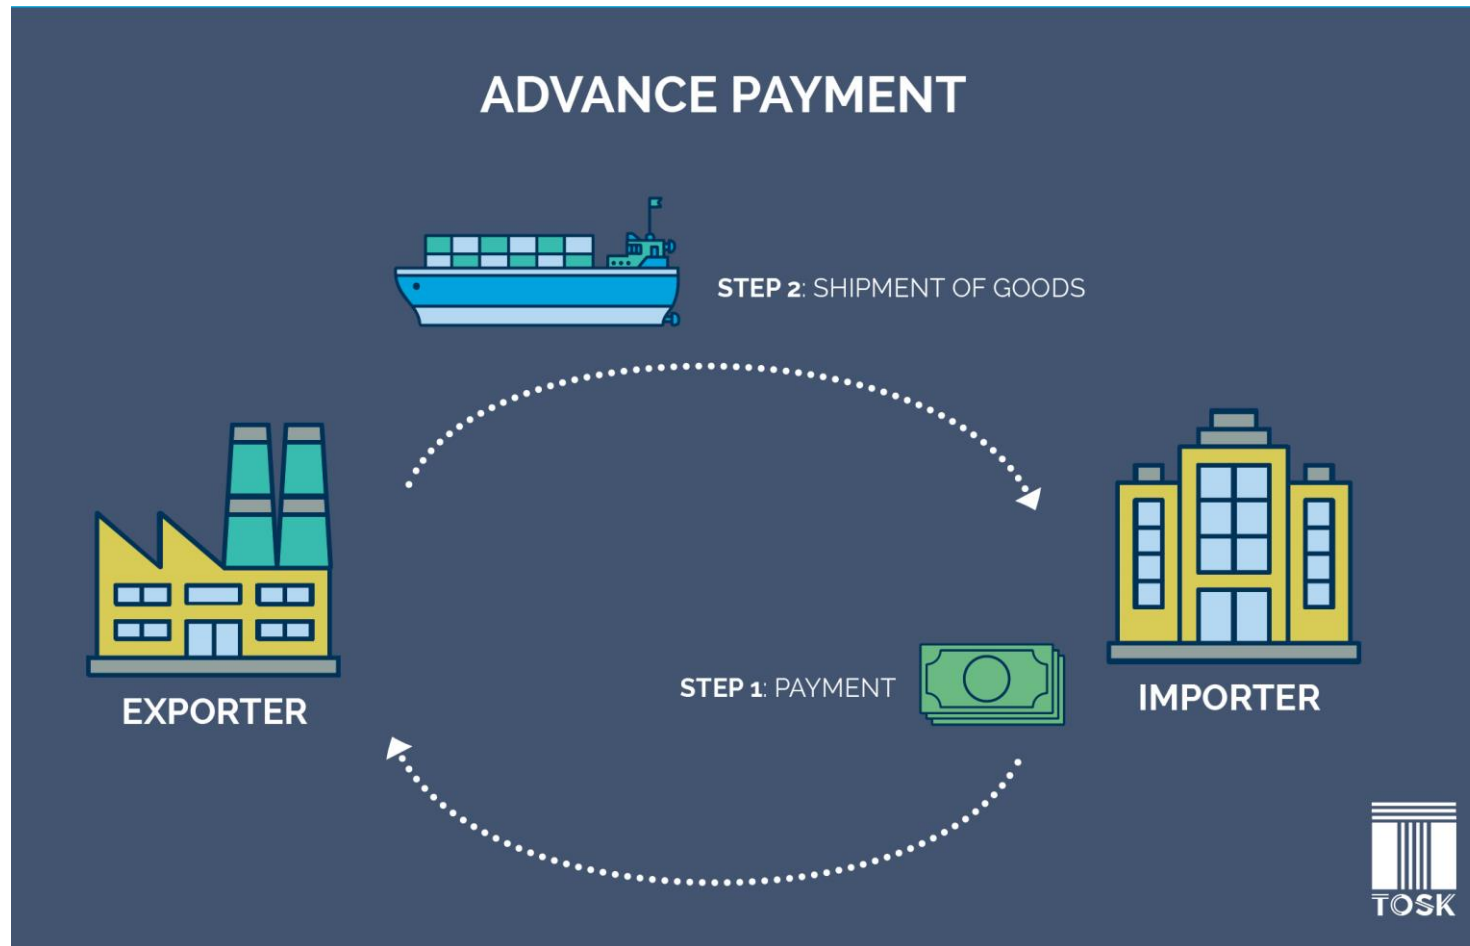 ADVANCE PAYMENT
STEP 2: SHIPMENT OF GOODS
EXPORTER
STEP 1: PAYMENT
IMPORTER
TOSK